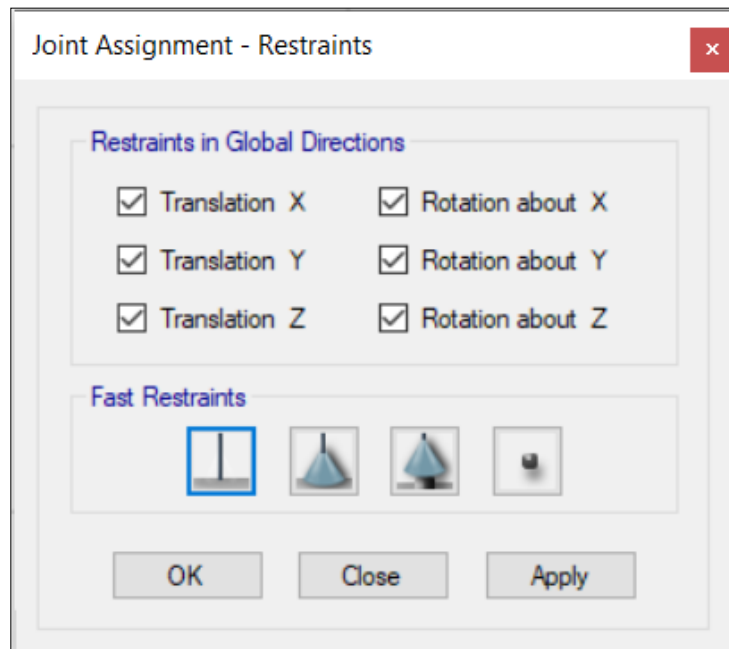 Joint Assignment - Restraints
Restraints in Global Directions
Translation X Rotation about X
Translation Y Rotation about Y
Translation Z Rotation about Z
Fast Restraints
OK Close Apply